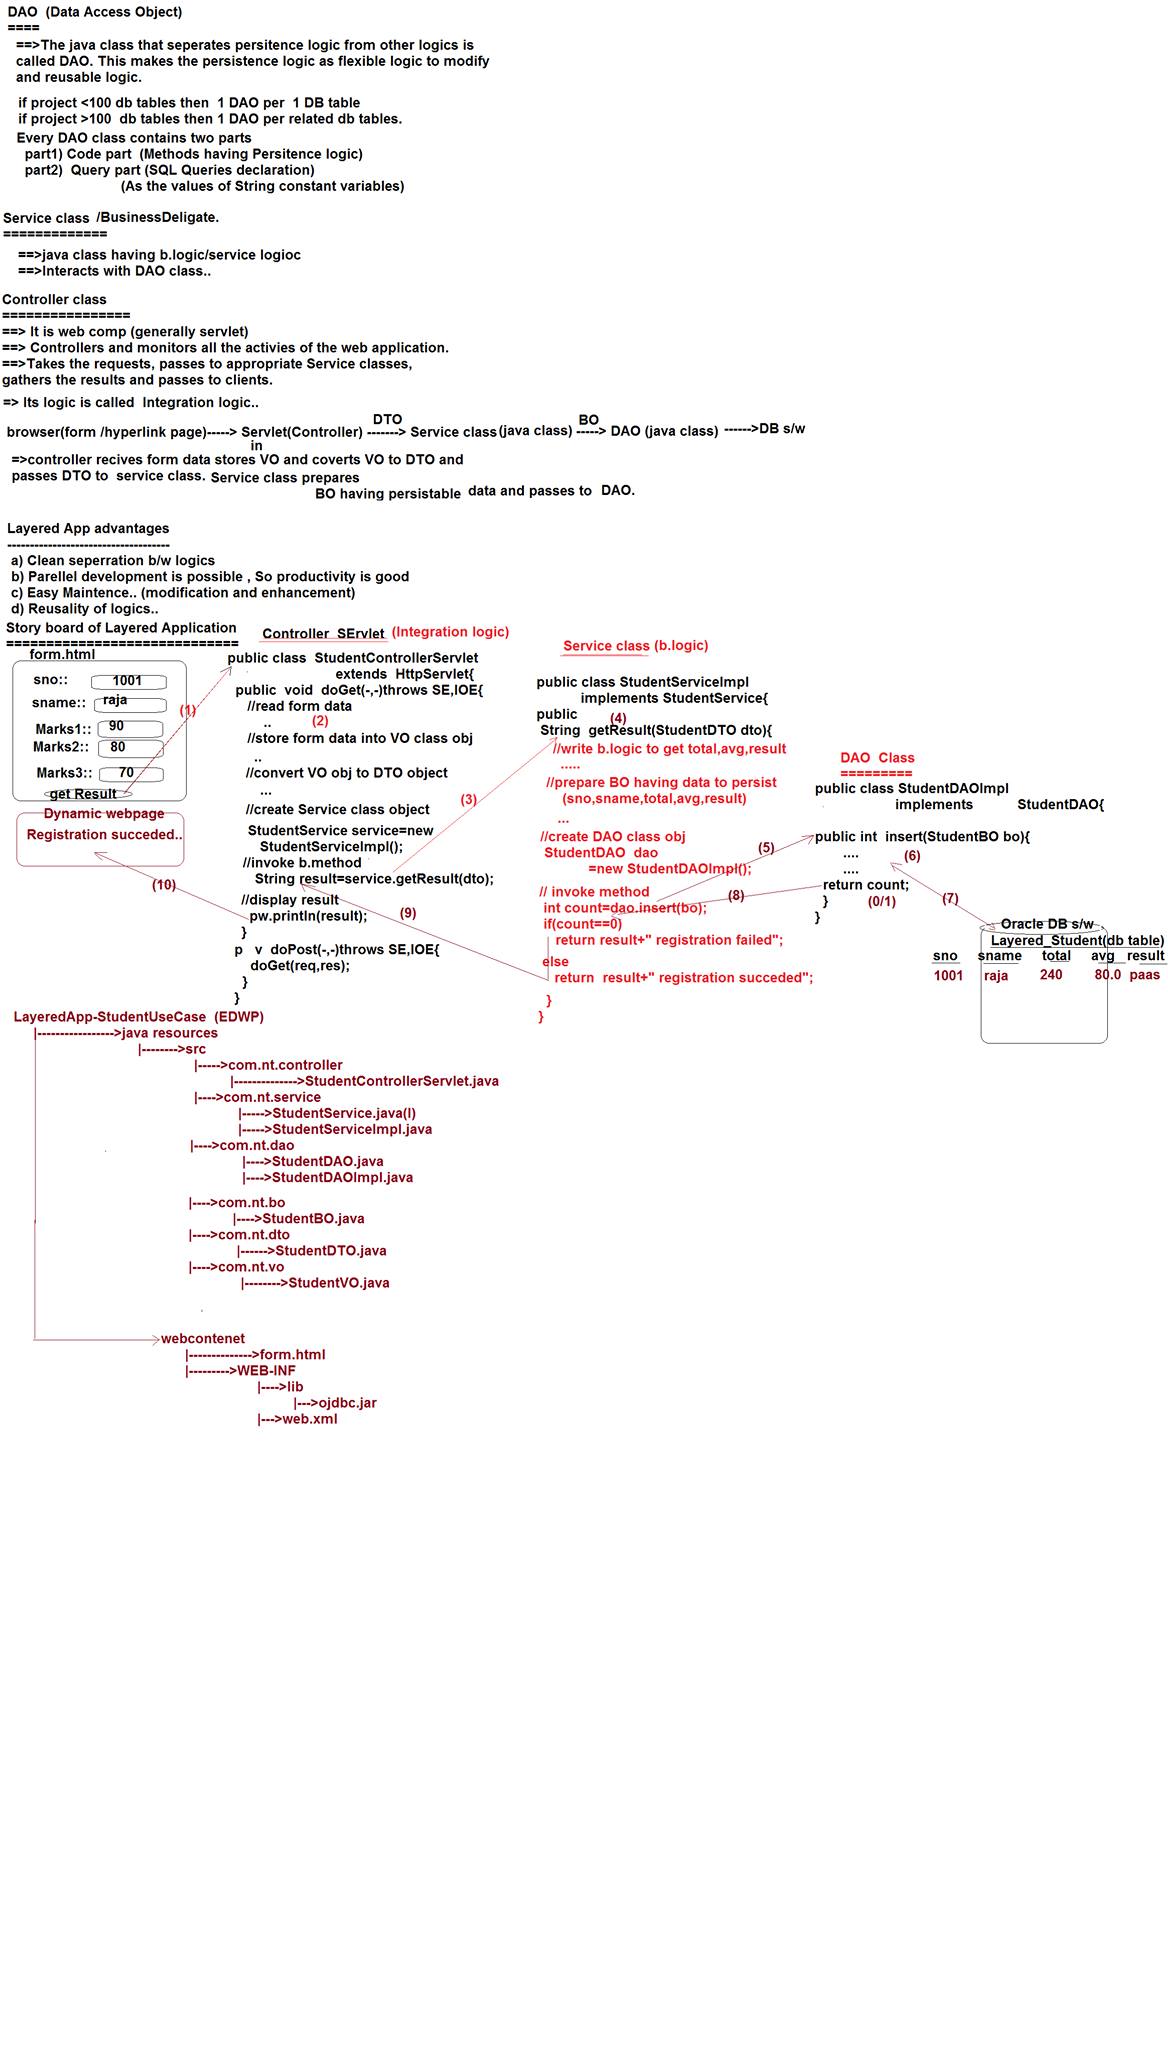 DAO  (Data Access Object)
====
==>The java class that seperates persitence logic from other logics is
called DAO. This makes the persistence logic as flexible logic to modify
and reusable logic.
if project <100 db tables then  1 DAO per  1 DB table
if project >100  db tables then 1 DAO per related db tables.
Every DAO class contains two parts
part1) Code part  (Methods having Persitence logic)
part2)  Query part (SQL Queries declaration)
(As the values of String constant variables)
Service class /BusinessDeligate.
=============
==>java class having b.logic/service logioc
==>Interacts with DAO class..
Controller class
================
==> It is web comp (generally servlet)
==> Controllers and monitors all the activies of the web application.
==>Takes the requests, passes to appropriate Service classes,
gathers the results and passes to clients.
=> Its logic is called  Integration logic..
DTO BO
browser(form /hyperlink page)-----> Servlet(Controller) -------> Service class(java class) -----> DAO (java class) ------>DB s/w
in
=>controller recives form data stores VO and coverts VO to DTO and
passes DTO to  service class. Service class prepares
BO having persistable data and passes to  DAO.
Layered App advantages
------------------------------------
a) Clean seperration b/w logics
b) Parellel development is possible , So productivity is good
c) Easy Maintence.. (modification and enhancement)
d) Reusality of logics..
Story board of Layered Application
=============================
form.html
sno:: 1001
sname:: raja
Marks1:: 90
Marks2:: 80
Marks3:: 70
get Result
(1)
Dynamic webpage
Registration succeded..
(10)
Controller  SErvlet (Integration logic)
public class  StudentControllerServlet
extends  HttpServlet{
public  void  doGet(-,-)throws SE,IOE{
//read form data
.. (2)
//store form data into VO class obj
..
//convert VO obj to DTO object
...
//create Service class object
StudentService service=new
StudentServiceImpl();
//invoke b.method
String result=service.getResult(dto);
//display result
pw.println(result);
}
p   v  doPost(-,-)throws SE,IOE{
doGet(req,res);
}
}
(3)
(9)
Service class (b.logic)
public class StudentServiceImpl
implements StudentService{
public (4)
String  getResult(StudentDTO dto){
//write b.logic to get total,avg,result
.....
//prepare BO having data to persist
(sno,sname,total,avg,result)
...
//create DAO class obj
StudentDAO  dao
=new StudentDAOImpl();
// invoke method
int count=dao.insert(bo);
if(count==0)
return result+" registration failed";
else
return  result+" registration succeded";
}
}
(5)
(8)
DAO  Class
=========
public class StudentDAOImpl
implements StudentDAO{
public int  insert(StudentBO bo){
....
.... (6)
return count;
} (0/1)
}
(7)
Oracle DB s/w
Layered_Student(db table)
sno sname total avg result
1001 raja 240 80.0 paas
LayeredApp-StudentUseCase  (EDWP)
|----------------->java resources
|-------->src
|----->com.nt.controller
|-------------->StudentControllerServlet.java
|---->com.nt.service
|----->StudentService.java(I)
|----->StudentServiceImpl.java
|---->com.nt.dao
|---->StudentDAO.java
|---->StudentDAOImpl.java
|---->com.nt.bo
|---->StudentBO.java
|---->com.nt.dto
|------>StudentDTO.java
|---->com.nt.vo
|-------->StudentVO.java
webcontenet
|-------------->form.html
|--------->WEB-INF
|---->lib
|--->ojdbc.jar
|--->web.xml